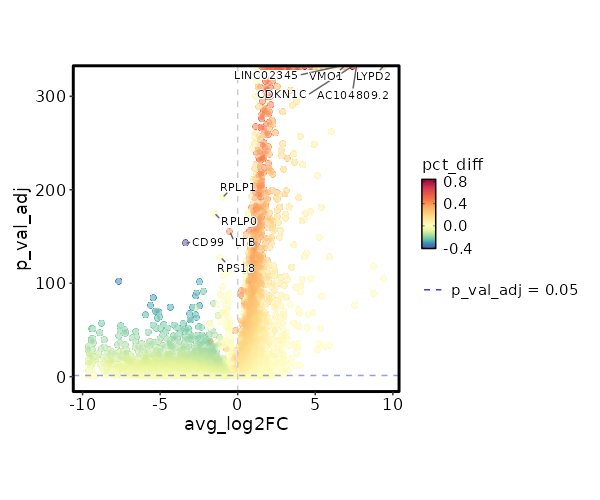 LINC02345
VMO1
LYPD2
CDKN1C
AC104809.2
RPLP1
RPLP0
CD99
LTB
RPS18
300
200
100
0
-10
-5
0
5
10
avg_log2FC
p_val_adj
pct_diff
0.8
0.4
0.0
-0.4
p_val_adj = 0.05